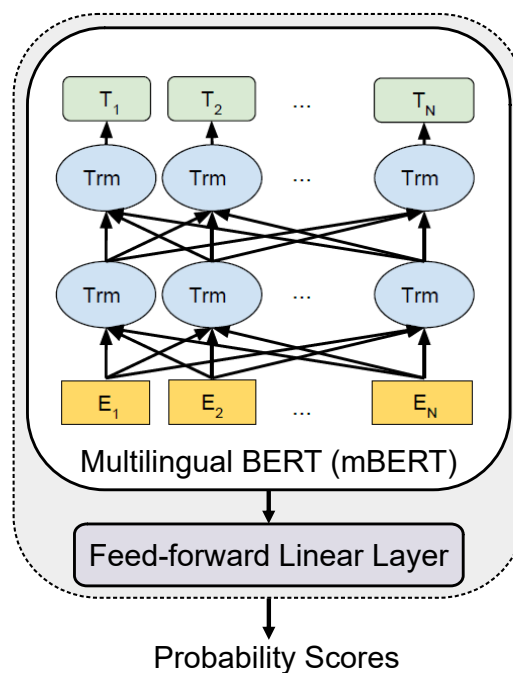 T1 T2 ... TN
Trm Trm ... Trm
Trm Trm ... Trm
E1 E2 ... EN
Multilingual BERT (mBERT)
Feed-forward Linear Layer
Probability Scores